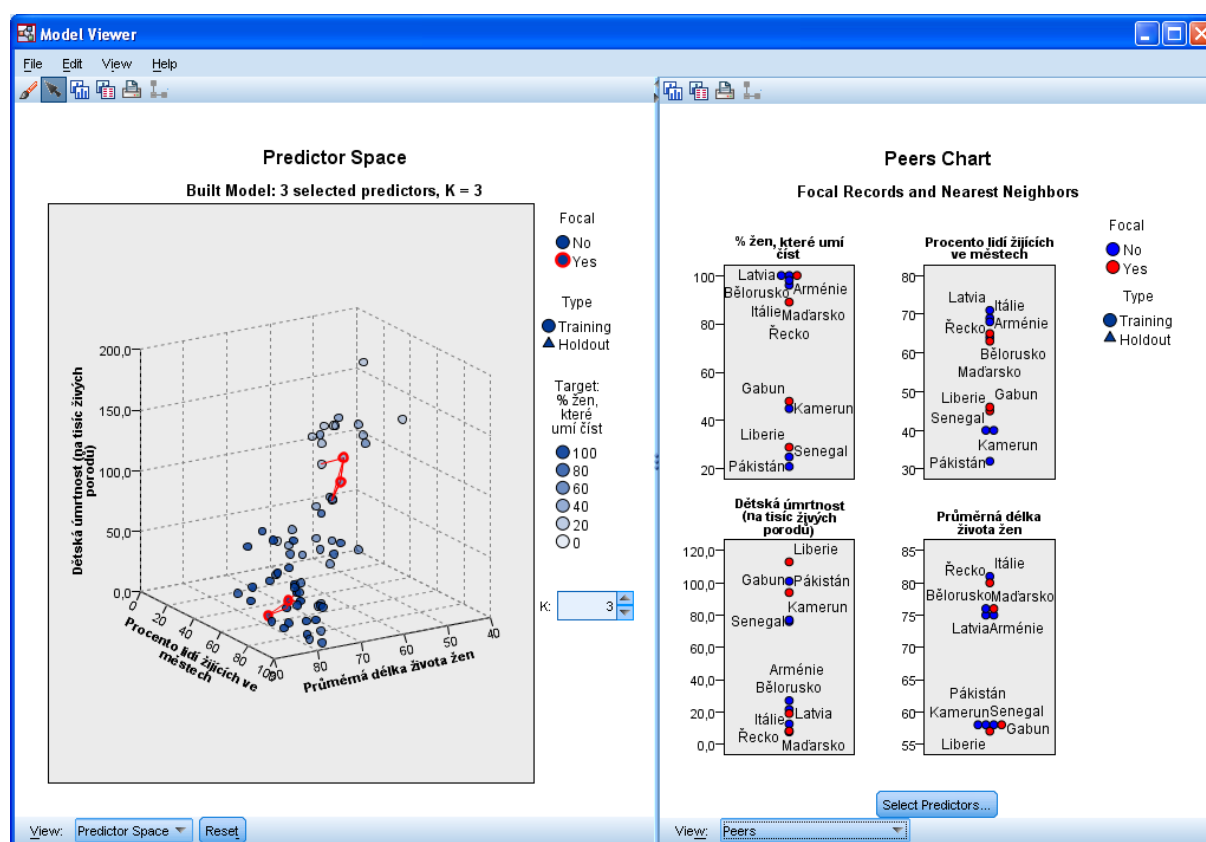 Model Viewer
File Edit View Help
Predictor Space
Built Model: 3 selected predictors, K = 3
Focal
No
Yes
Type
Training
Holdout
Target:
% žen,
které
umí číst
100
80
60
40
20
0
K: 3
Dětská úmrtnost (na tisíc živých
porodů)
200,0
150,0
100,0
50,0
0,0
0
20
40
60
80
100
Procento lidí žijících ve
městech
90
80
70
60
50
40
Průměrná délka života žen
View: Predictor Space Reset
Peers Chart
Focal Records and Nearest Neighbors
Focal
No
Yes
Type
Training
Holdout
% žen, které umí
číst
100
80
60
40
20
Latvia
Bělorusko
Arménie
Itálie
Maďarsko
Řecko
Gabun
Kamerun
Liberie
Senegal
Pákistán
Procento lidí žijících
ve městech
80
70
60
50
40
30
Latvia
Itálie
Řecko
Arménie
Bělorusko
Maďarsko
Liberie
Gabun
Senegal
Kamerun
Pákistán
Dětská úmrtnost
(na tisíc živých
porodů)
120,0
100,0
80,0
60,0
40,0
20,0
0,0
Liberie
Gabun
Pákistán
Kamerun
Senegal
Arménie
Bělorusko
Itálie
Latvia
Řecko
Maďarsko
Průměrná délka
života žen
85
80
75
70
65
60
55
Itálie
Řecko
Bělorusko
Maďarsko
Latvia
Arménie
Pákistán
Kamerun
Senegal
Gabun
Liberie
Select Predictors...
View: Peers